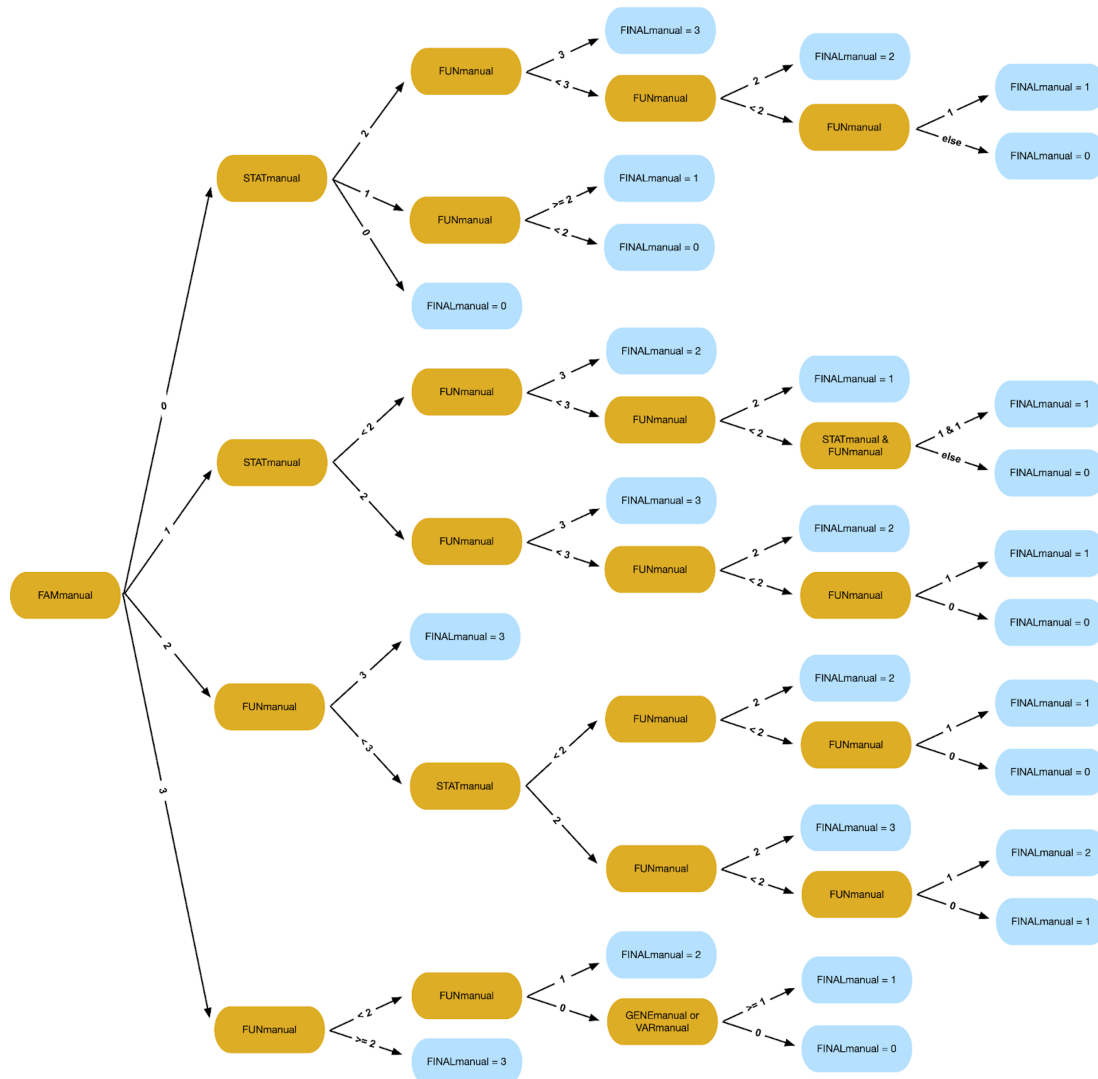 FINALmanual = 3
FINALmanual = 2
FUNmanual
3
< 3
FINALmanual = 1
FUNmanual
2
< 2
FUNmanual
1
else
FINALmanual = 0
2
STATmanual
1
0
FUNmanual
>= 2
< 2
FINALmanual = 1
FINALmanual = 0
FINALmanual = 0
0
FINALmanual = 2
FUNmanual
3
< 3
FINALmanual = 1
FUNmanual
2
< 2
FINALmanual = 1
STATmanual &
FUNmanual
1 & 1
else
FINALmanual = 0
< 2
STATmanual
2
FINALmanual = 3
FUNmanual
3
< 3
FINALmanual = 2
FUNmanual
2
< 2
FINALmanual = 1
FUNmanual
1
0
FINALmanual = 0
1
FAMmanual
2
FINALmanual = 3
3
FUNmanual
< 3
FINALmanual = 2
FUNmanual
2
< 2
FINALmanual = 1
FUNmanual
1
0
FINALmanual = 0
< 2
STATmanual
2
FINALmanual = 3
FUNmanual
2
< 2
FINALmanual = 2
FUNmanual
1
0
FINALmanual = 1
3
FINALmanual = 2
FUNmanual
1
0
FINALmanual = 1
GENEmanual or
VARmanual
>= 1
0
FINALmanual = 0
FUNmanual
< 2
>= 2
FINALmanual = 3